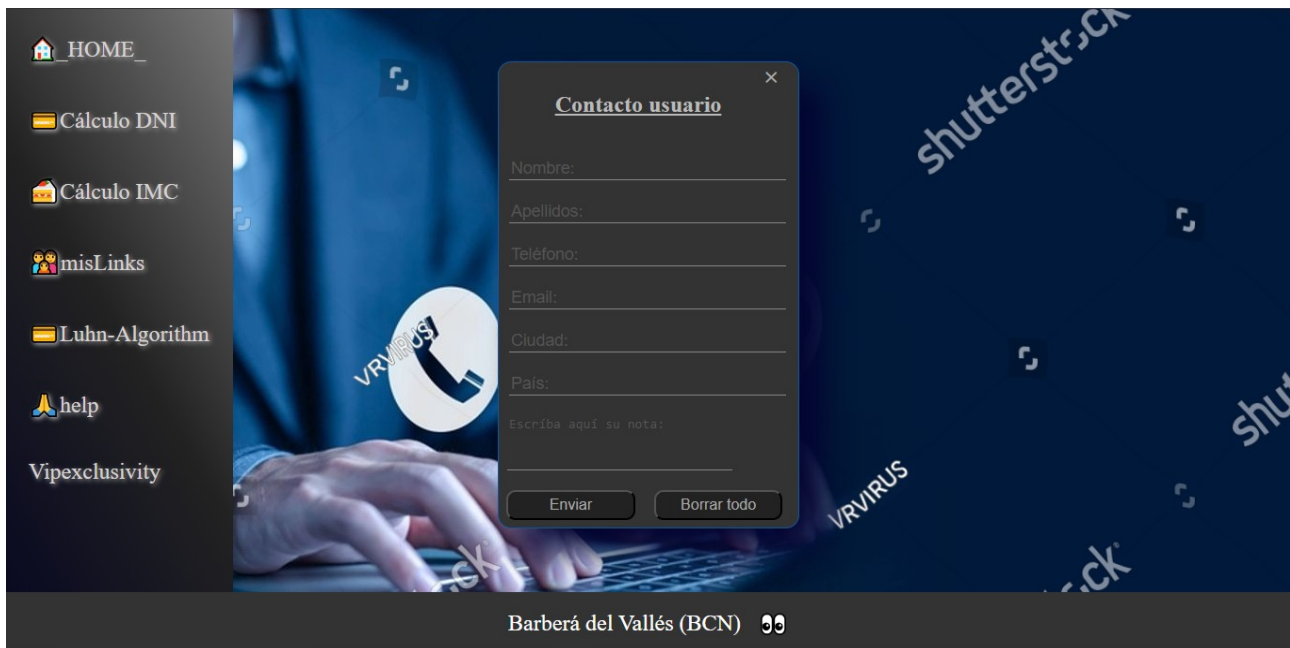 _HOME_
Cálculo DNI
Cálculo IMC
misLinks
Luhn-Algorithm
help
Vipexclusivity
×
Contacto usuario
Nombre:
Apellidos:
Teléfono:
Email:
Ciudad:
País:
Escriba aquí su nota:
Enviar
Borrar todo
shutterstock
VRVIRUS
VRVIRUS
Barberá del Vallés (BCN)